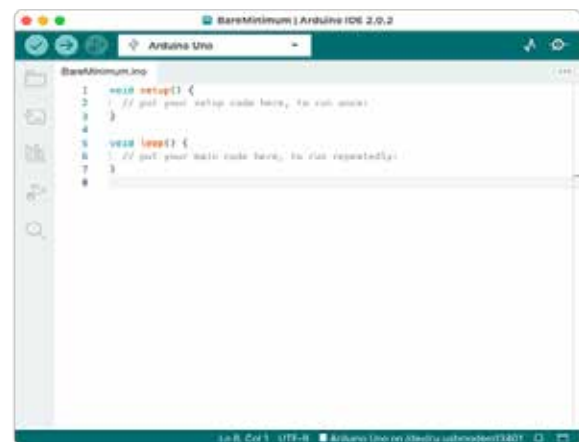 BareMinimum | Arduino IDE 2.0.2
Arduino Uno
BareMinimum.ino
1 void setup() {
2 // put your setup code here, to run once:
3 }
4
5 void loop() {
6 // put your main code here, to run repeatedly:
7 }
8
Ln 8, Col 1 UTF-8 Arduino Uno on